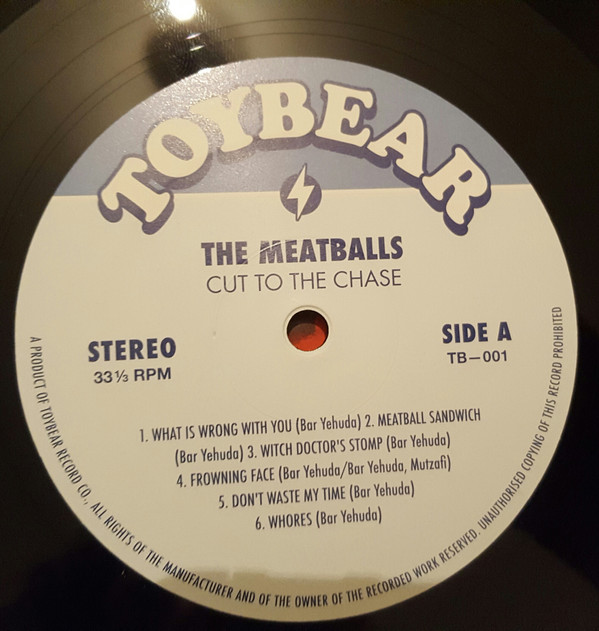 TOYBEAR
THE MEATBALLS
CUT TO THE CHASE
STEREO
33⅓ RPM
SIDE A
TB—001
1. WHAT IS WRONG WITH YOU (Bar Yehuda) 2. MEATBALL SANDWICH
(Bar Yehuda) 3. WITCH DOCTOR'S STOMP (Bar Yehuda)
4. FROWNING FACE (Bar Yehuda/Bar Yehuda, Mutzafi)
5. DON'T WASTE MY TIME (Bar Yehuda)
6. WHORES (Bar Yehuda)
A PRODUCT OF TOYBEAR RECORD CO., ALL RIGHTS OF THE MANUFACTURER AND OF THE OWNER OF THE RECORDED WORK RESERVED. UNAUTHORISED COPYING OF THIS RECORD PROHIBITED